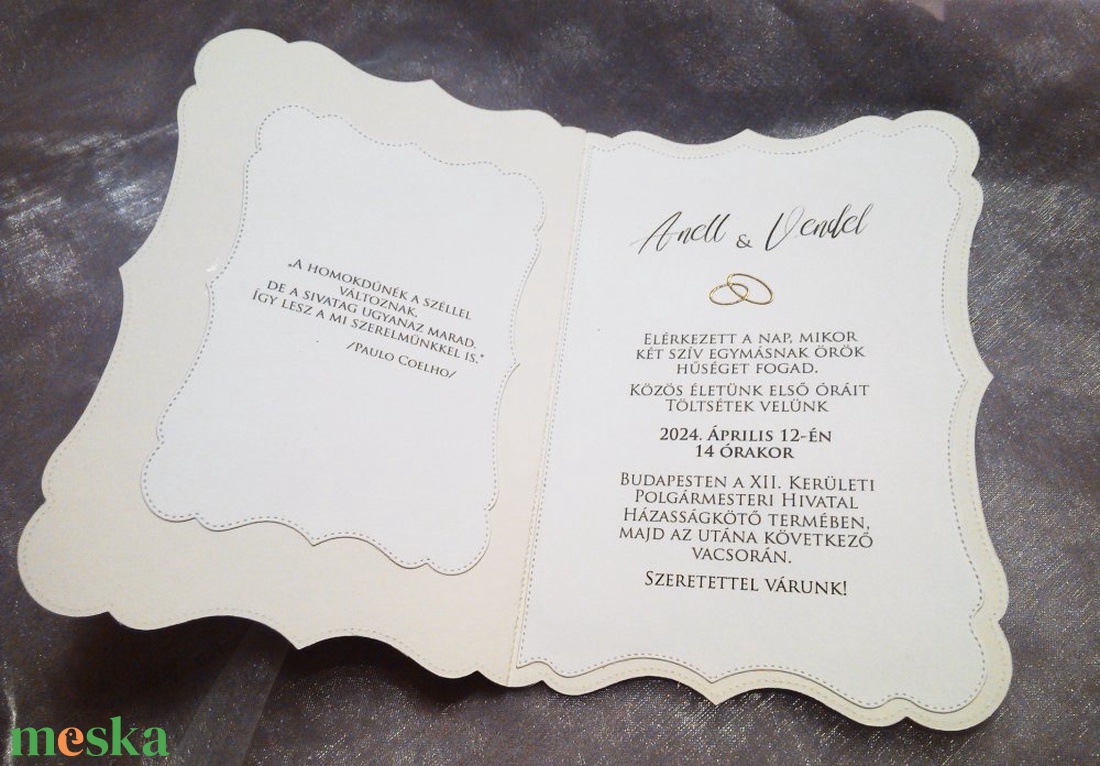 „A homokdűnék a széllel
változnak,
de a sivatag ugyanaz marad.
Így lesz a mi szerelmünkkel is."
/Paulo Coelho/
Anell & Vendel
Elérkezett a nap, mikor
két szív egymásnak örök
hűséget fogad.
Közös életünk első óráit
Töltsétek velünk
2024. április 12-én
14 órakor
Budapesten a XII. Kerületi
Polgármesteri Hivatal
Házasságkötő termében,
majd az utána következő
vacsorán.
Szeretettel várunk!
meska